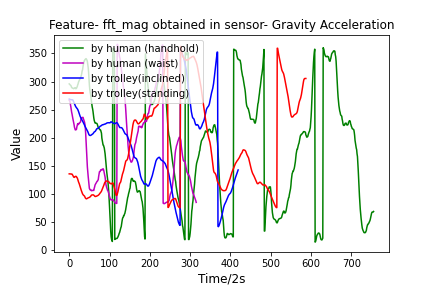 Feature- fft_mag obtained in sensor- Gravity Acceleration
350
300
250
200
150
100
50
0
Value
by human (handhold)
by human (waist)
by trolley(inclined)
by trolley(standing)
0
100
200
300
400
500
600
700
Time/2s